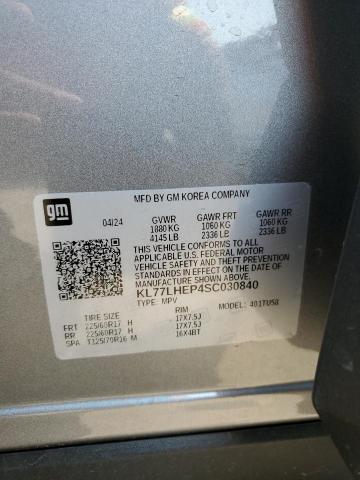 MFD BY GM KOREA COMPANY
gm
04/24 GVWR GAWR FRT GAWR RR
1880 KG 1060 KG 1060 KG
4145 LB 2336 LB 2336 LB
THIS VEHICLE CONFORMS TO ALL
APPLICABLE U.S. FEDERAL MOTOR
VEHICLE SAFETY, BUMPER, AND THEFT
PREVENTION STANDARDS IN EFFECT ON THE
DATE OF MANUFACTURE SHOWN ABOVE.
KL77LHEP4SC030840
TYPE: MPV MODEL: 401TU58
TIRE SIZE RIM
FRT 225/60R17 H 17X7.5J
RR 225/60R17 H 17X7.5J
SPA T125/70R16 M 16X4BT